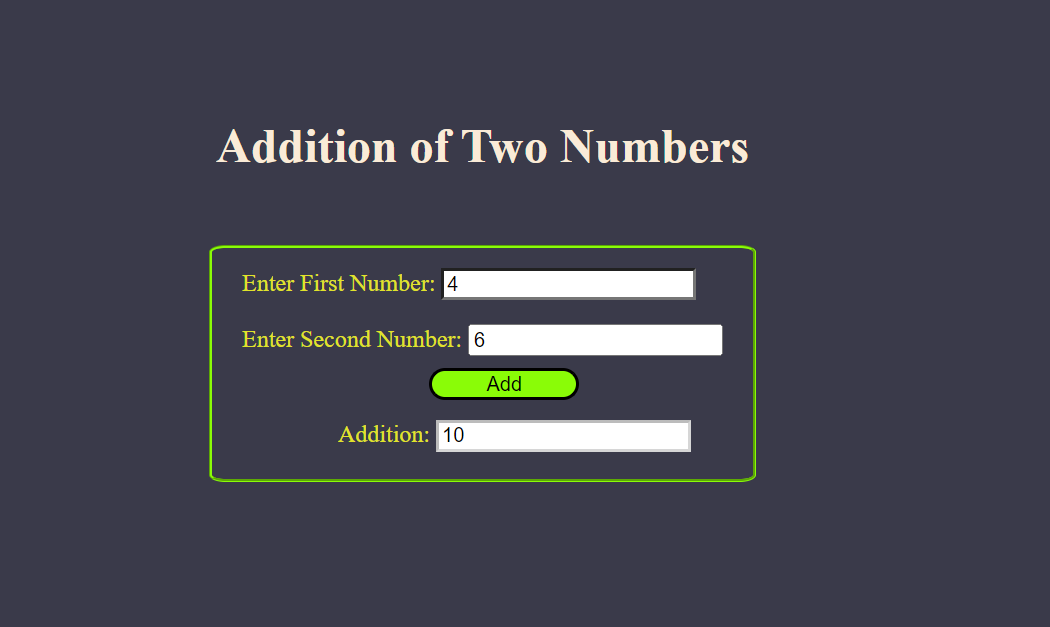 Addition of Two Numbers
Enter First Number: 4
Enter Second Number: 6
Add
Addition: 10